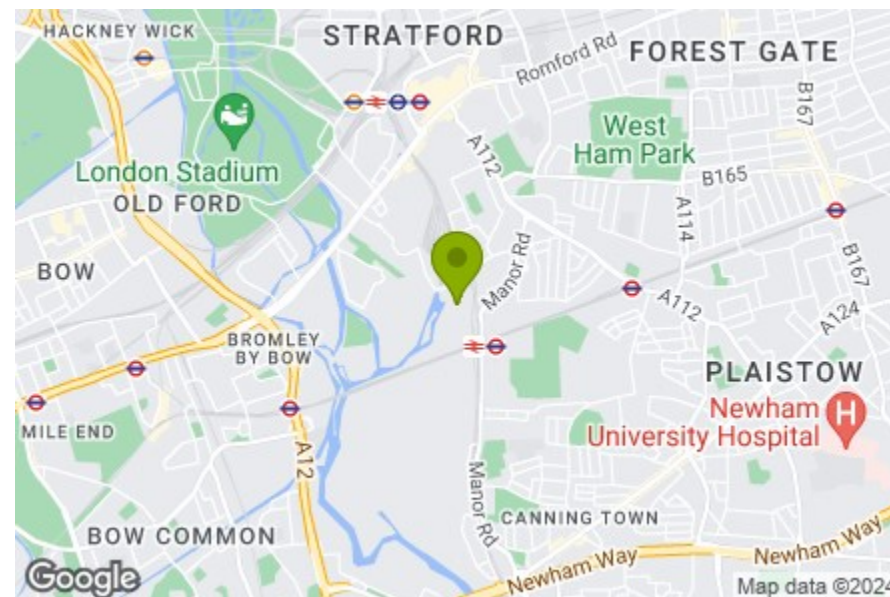 HACKNEY WICK
STRATFORD
Romford Rd
FOREST GATE
B167
A112
West
Ham Park
London Stadium
B165
OLD FORD
A114
BOW
Manor Rd
B167
A112
A124
BROMLEY
BY BOW
PLAISTOW
Newham
University Hospital
H
MILE END
A12
Manor Rd
CANNING TOWN
BOW COMMON
Newham Way
Newham Way
Google
Map data ©2024